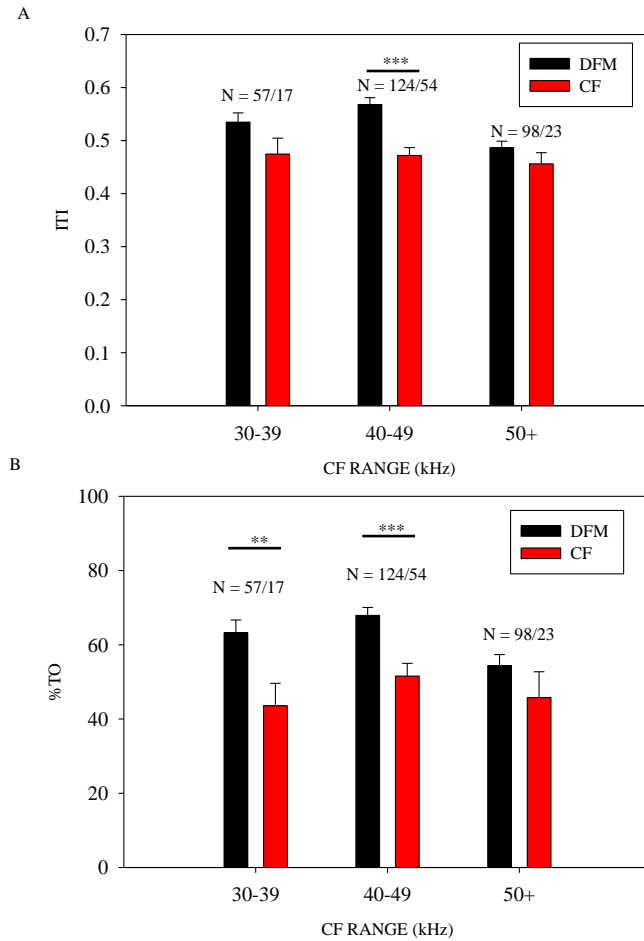 A
0.7
0.6
0.5
0.4
0.3
0.2
0.1
0.0
ITI
DFM
CF
***
N = 57/17
N = 124/54
N = 98/23
30-39
40-49
50+
CF RANGE (kHz)
B
100
80
60
40
20
0
%TO
DFM
CF
**
***
N = 57/17
N = 124/54
N = 98/23
30-39
40-49
50+
CF RANGE (kHz)